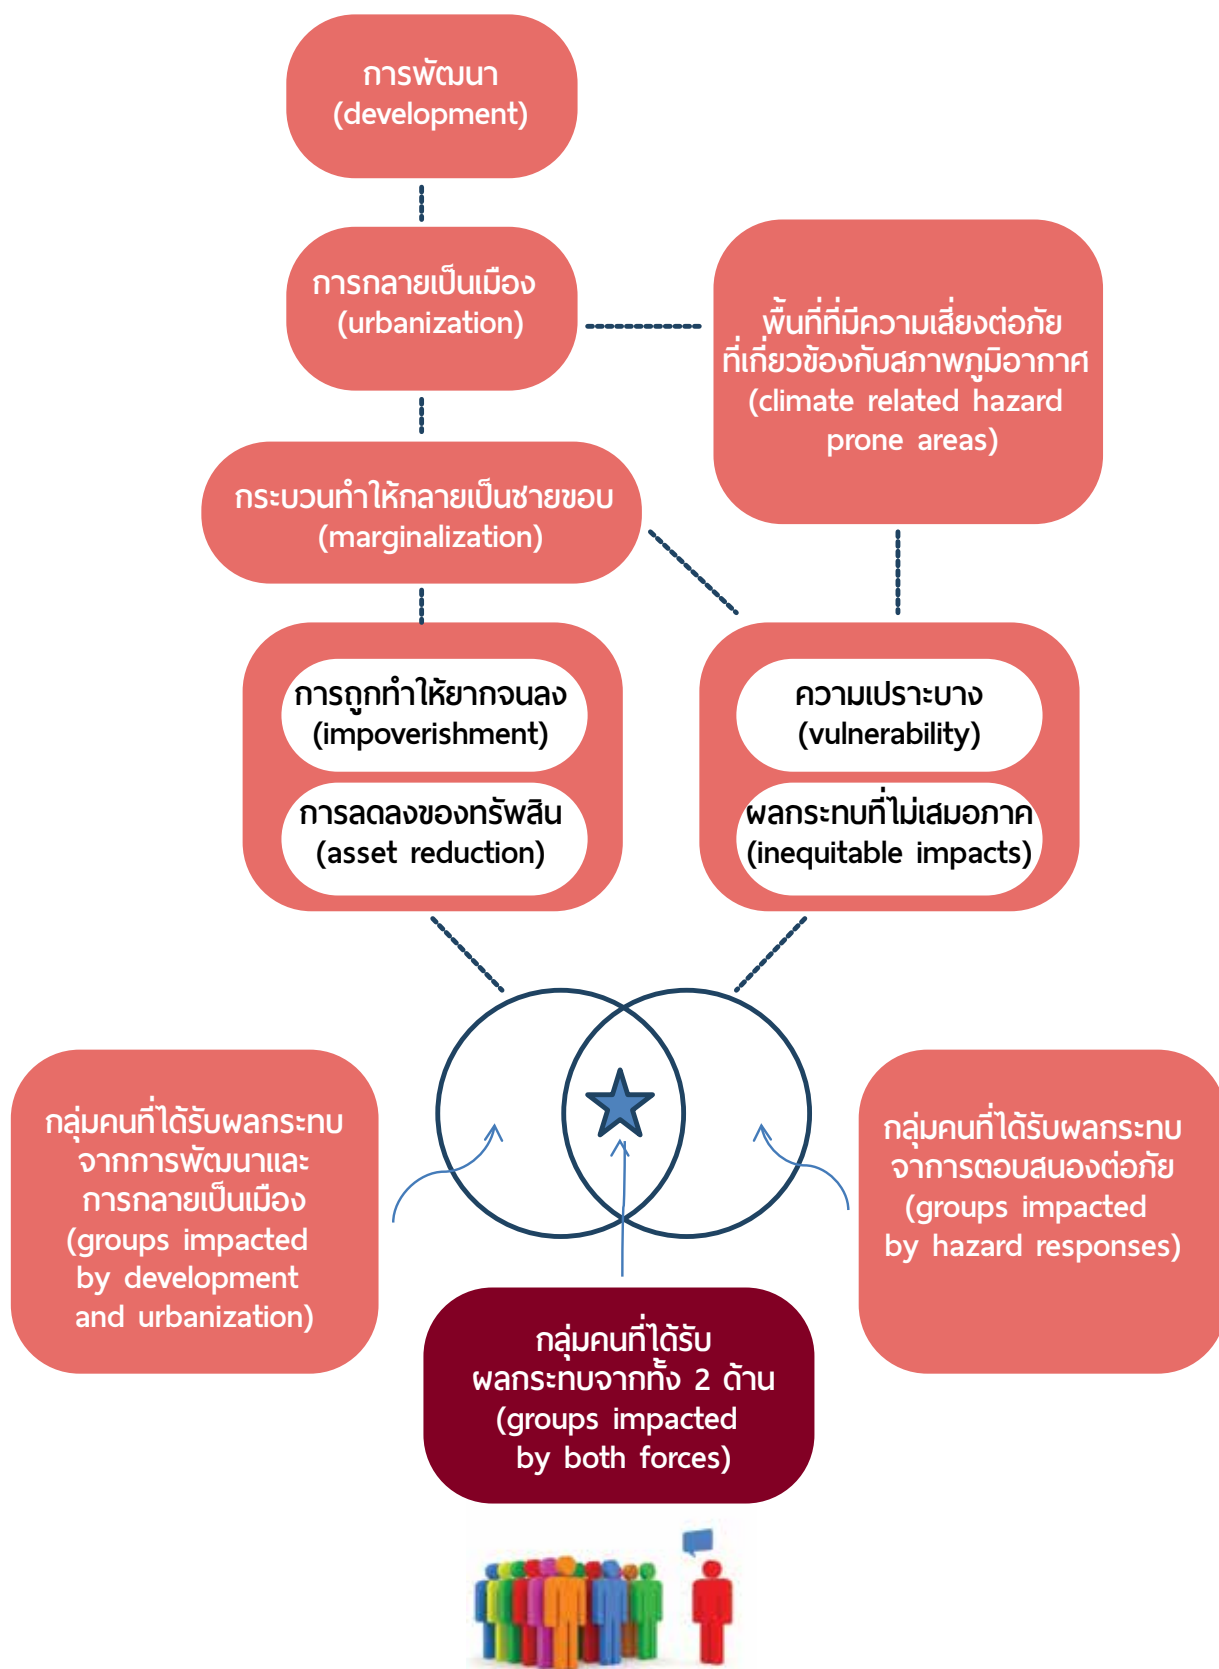 การพัฒนา
(development)
การกลายเป็นเมือง
(urbanization)
พื้นที่ที่มีความเสี่ยงต่อภัย
ที่เกี่ยวข้องกับสภาพภูมิอากาศ
(climate related hazard
prone areas)
กระบวนทำให้กลายเป็นชายขอบ
(marginalization)
การถูกทำให้ยากจนลง
(impoverishment)
การลดลงของทรัพสิน
(asset reduction)
ความเปราะบาง
(vulnerability)
ผลกระทบที่ไม่เสมอภาค
(inequitable impacts)
กลุ่มคนที่ได้รับผลกระทบ
จากการพัฒนาและ
การกลายเป็นเมือง
(groups impacted
by development
and urbanization)
กลุ่มคนที่ได้รับผลกระทบ
จาการตอบสนองต่อภัย
(groups impacted
by hazard responses)
กลุ่มคนที่ได้รับ
ผลกระทบจากทั้ง 2 ด้าน
(groups impacted
by both forces)